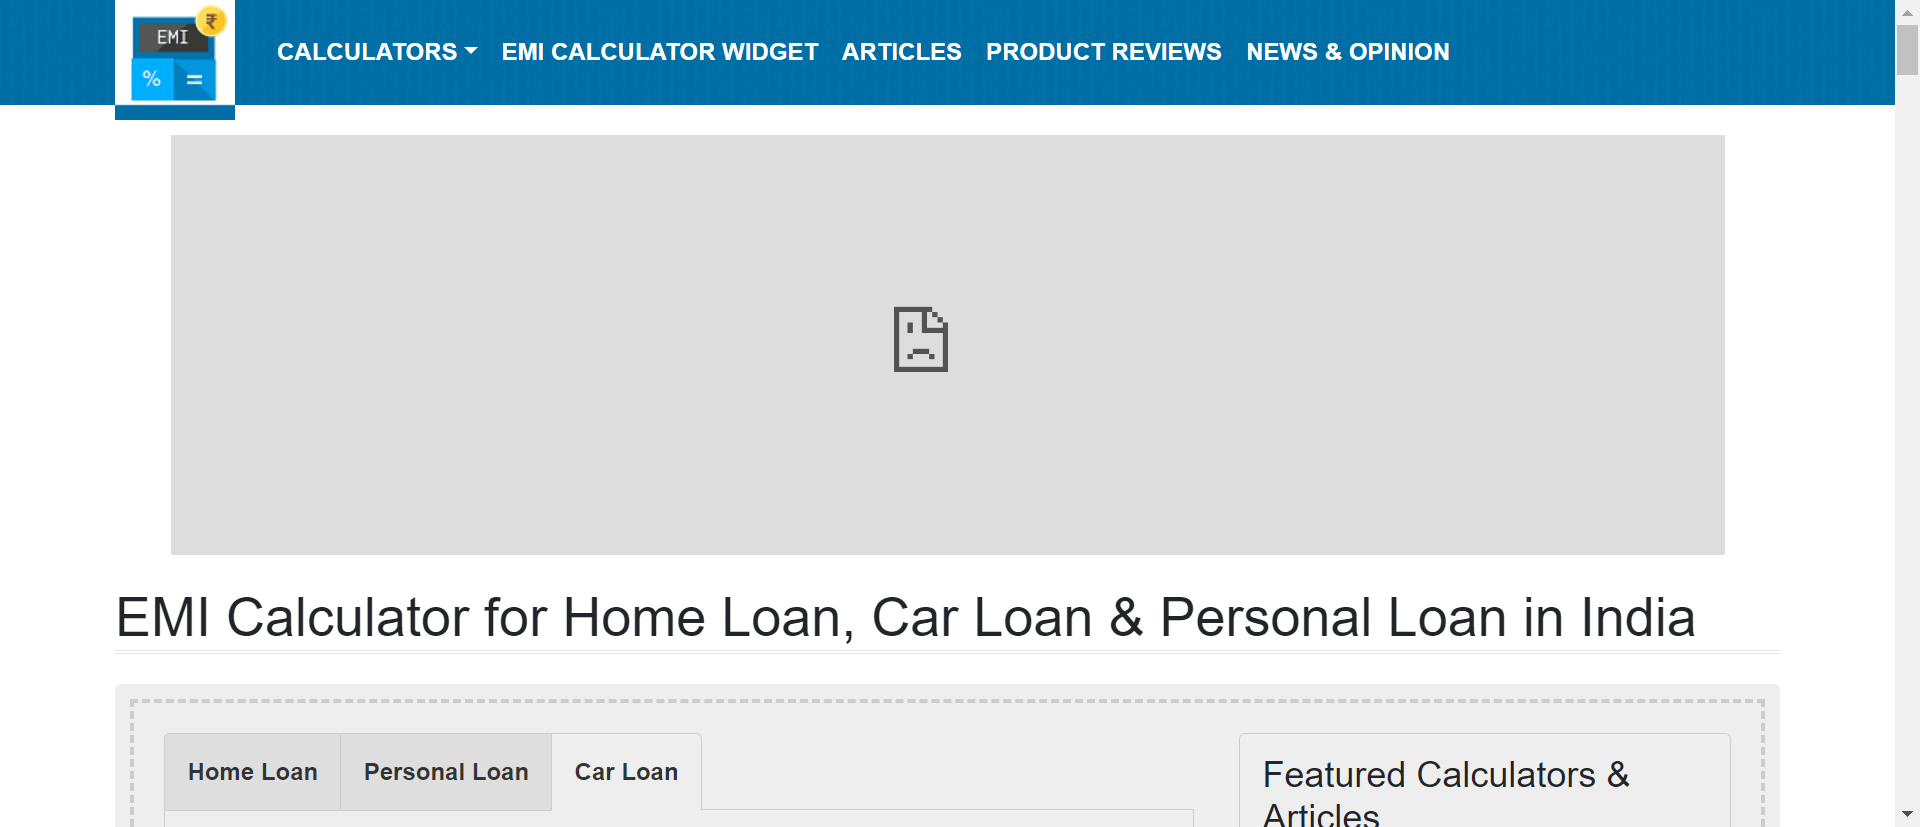 EMI
₹
%
=
CALCULATORS
EMI CALCULATOR WIDGET
ARTICLES
PRODUCT REVIEWS
NEWS & OPINION
EMI Calculator for Home Loan, Car Loan & Personal Loan in India
Home Loan
Personal Loan
Car Loan
Featured Calculators &
Articles